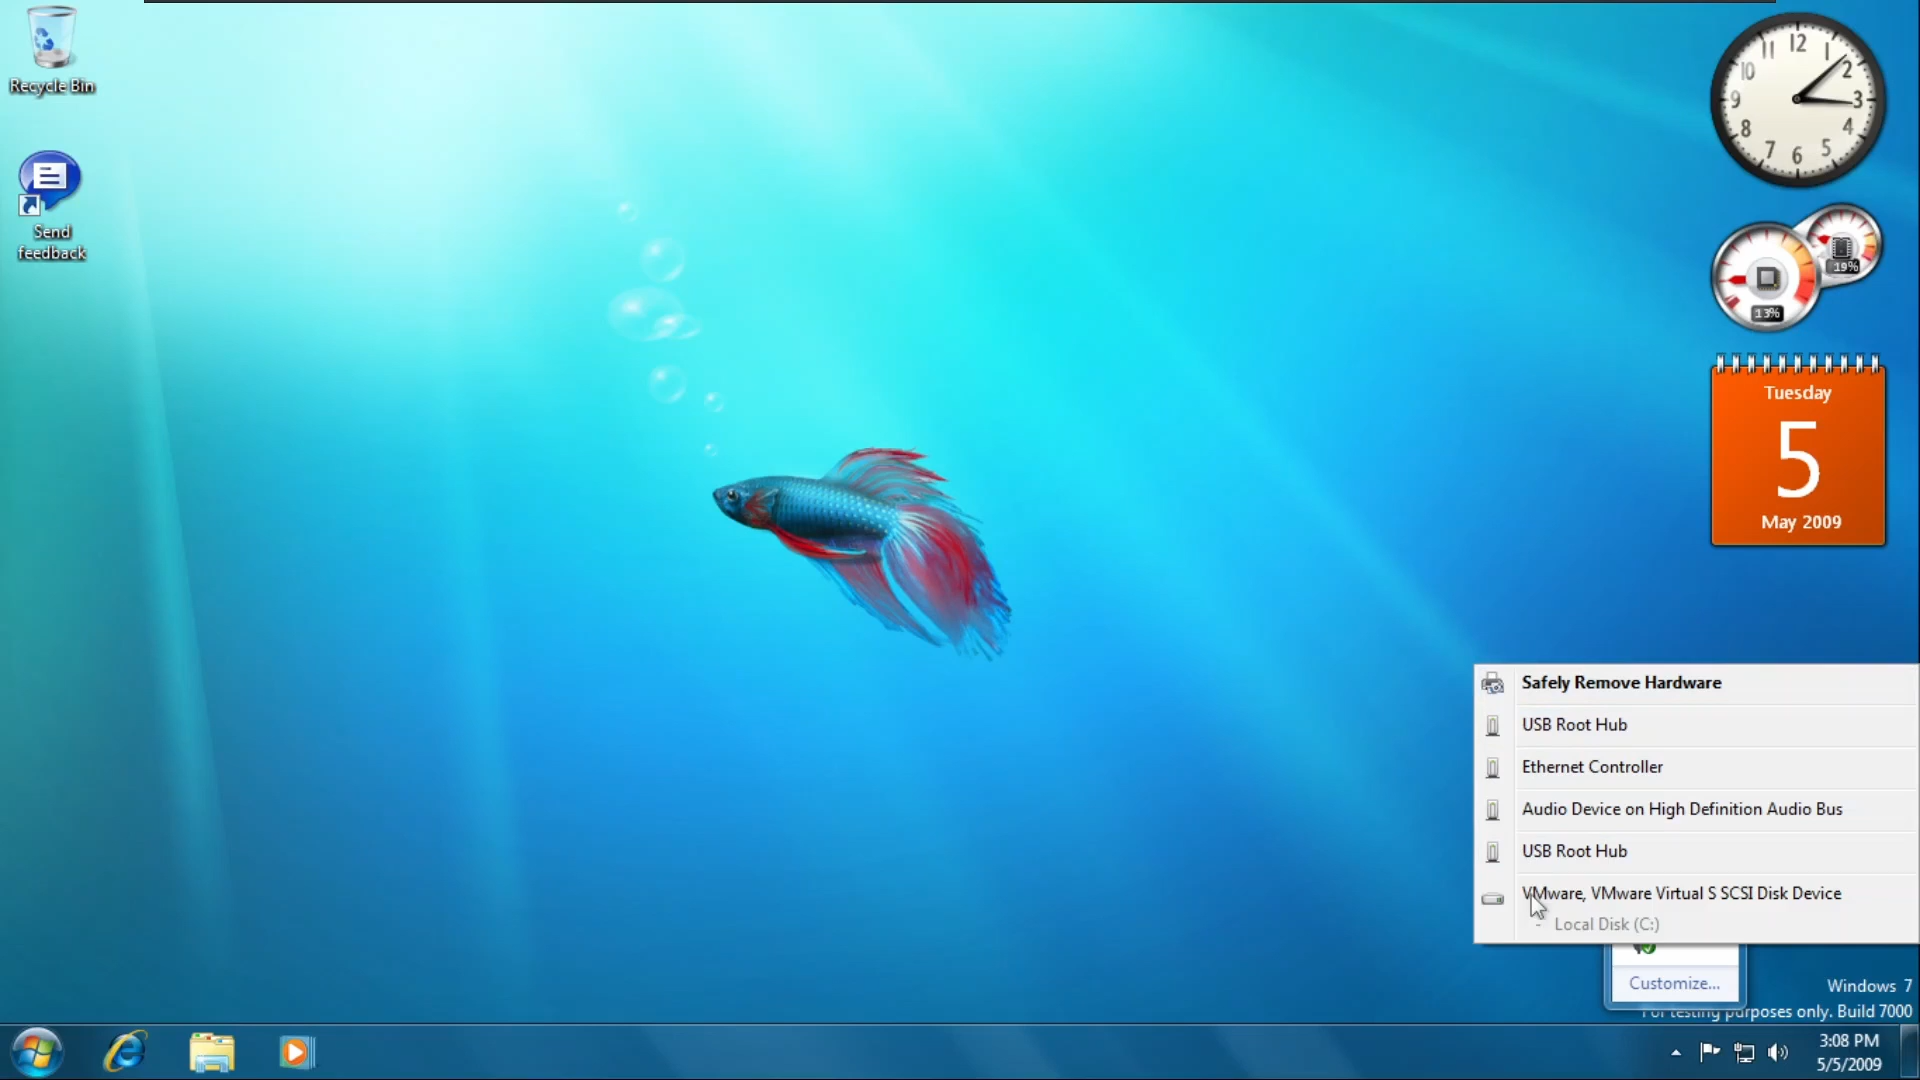 Recycle Bin
Send
feedback
12
1
2
3
4
5
6
7
8
9
10
11
19%
13%
Tuesday
5
May 2009
Safely Remove Hardware
USB Root Hub
Ethernet Controller
Audio Device on High Definition Audio Bus
USB Root Hub
VMware, VMware Virtual S SCSI Disk Device
- Local Disk (C:)
Customize...
Windows 7
For testing purposes only. Build 7000
3:08 PM
5/5/2009